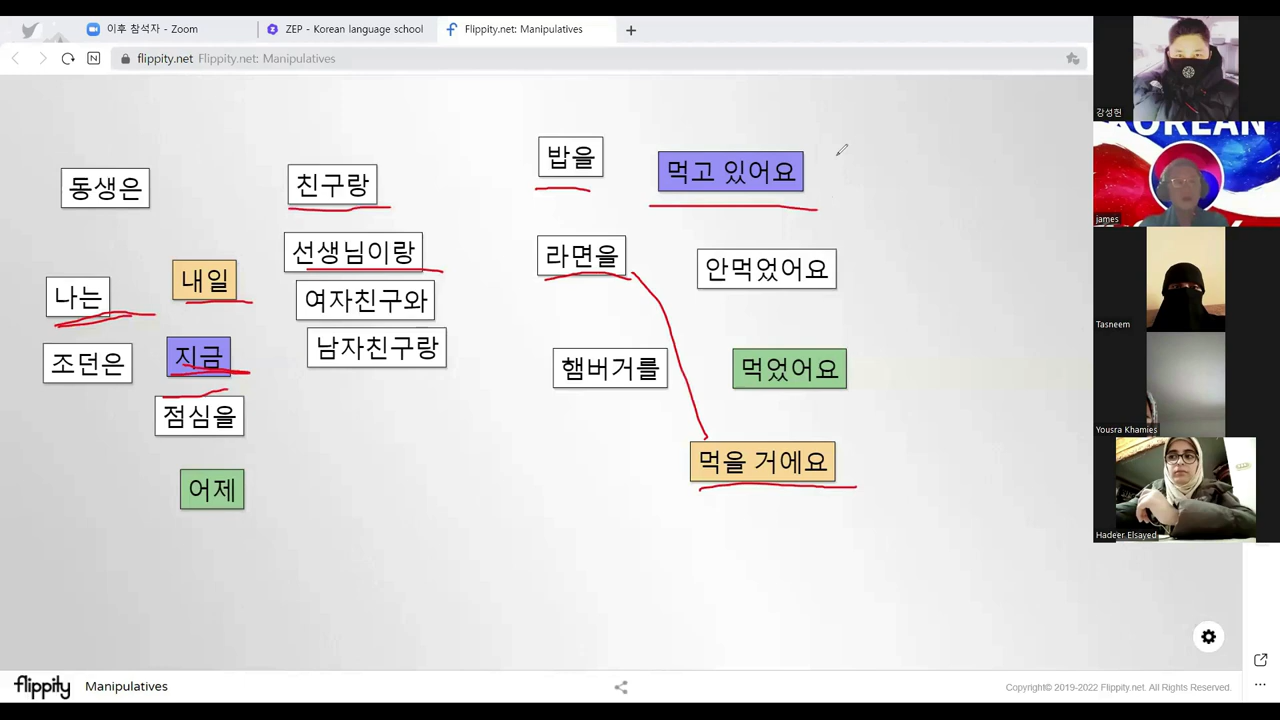 이후 참석자 - Zoom
ZEP - Korean language school
Flippity.net: Manipulatives
flippity.net Flippity.net: Manipulatives
동생은
나는
조던은
내일
지금
점심을
어제
친구랑
선생님이랑
여자친구와
남자친구랑
밥을
라면을
햄버거를
먹고 있어요
안먹었어요
먹었어요
먹을 거에요
강성헌
KOREAN
james
Tasneem
Yousra Khamies
Hadeer Elsayed
flippity Manipulatives
Copyright© 2019-2022 Flippity.net. All Rights Reserved.